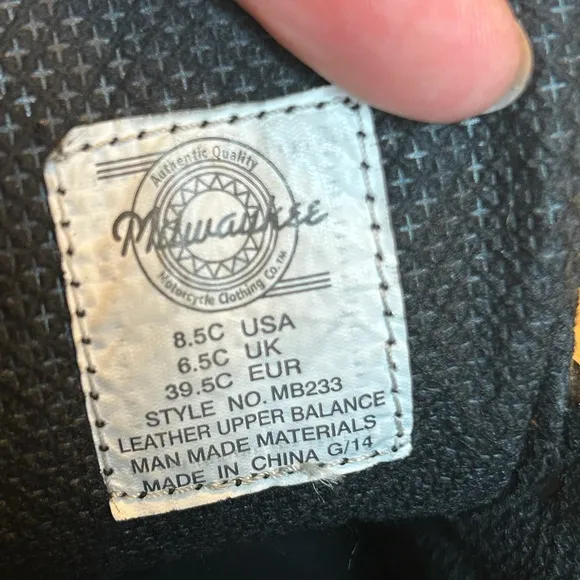 Authentic Quality
Milwaukee
Motorcycle Clothing Co.™
8.5C USA
6.5C UK
39.5C EUR
STYLE NO. MB233
LEATHER UPPER BALANCE
MAN MADE MATERIALS
MADE IN CHINA G/14